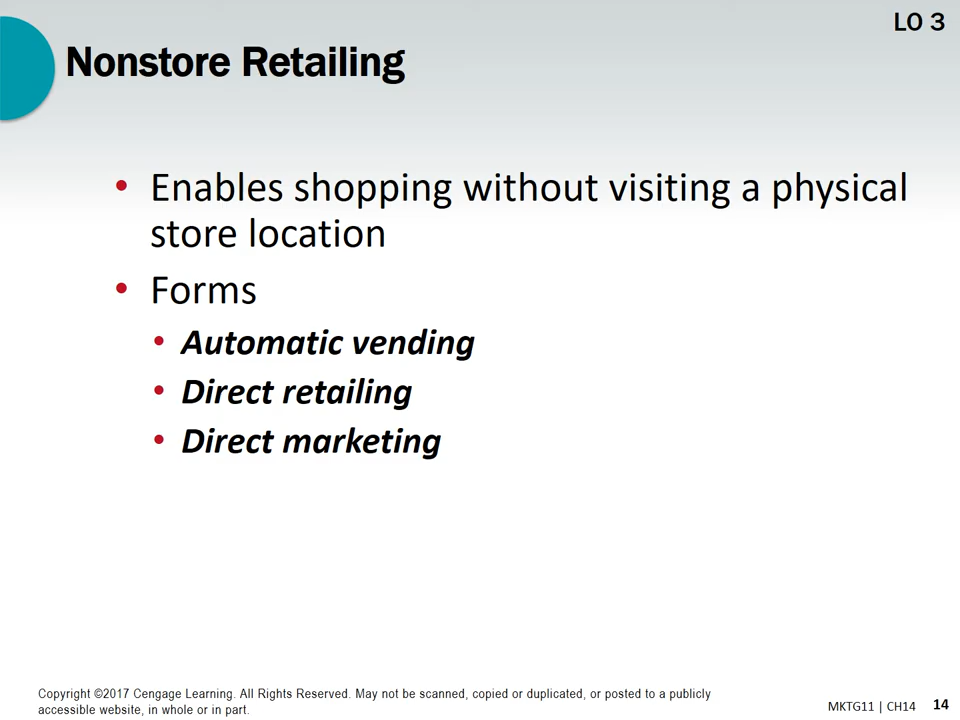 LO 3
Nonstore Retailing
• Enables shopping without visiting a physical
store location
• Forms
• Automatic vending
• Direct retailing
• Direct marketing
Copyright ©2017 Cengage Learning. All Rights Reserved. May not be scanned, copied or duplicated, or posted to a publicly
accessible website, in whole or in part.
MKTG11 | CH14 14